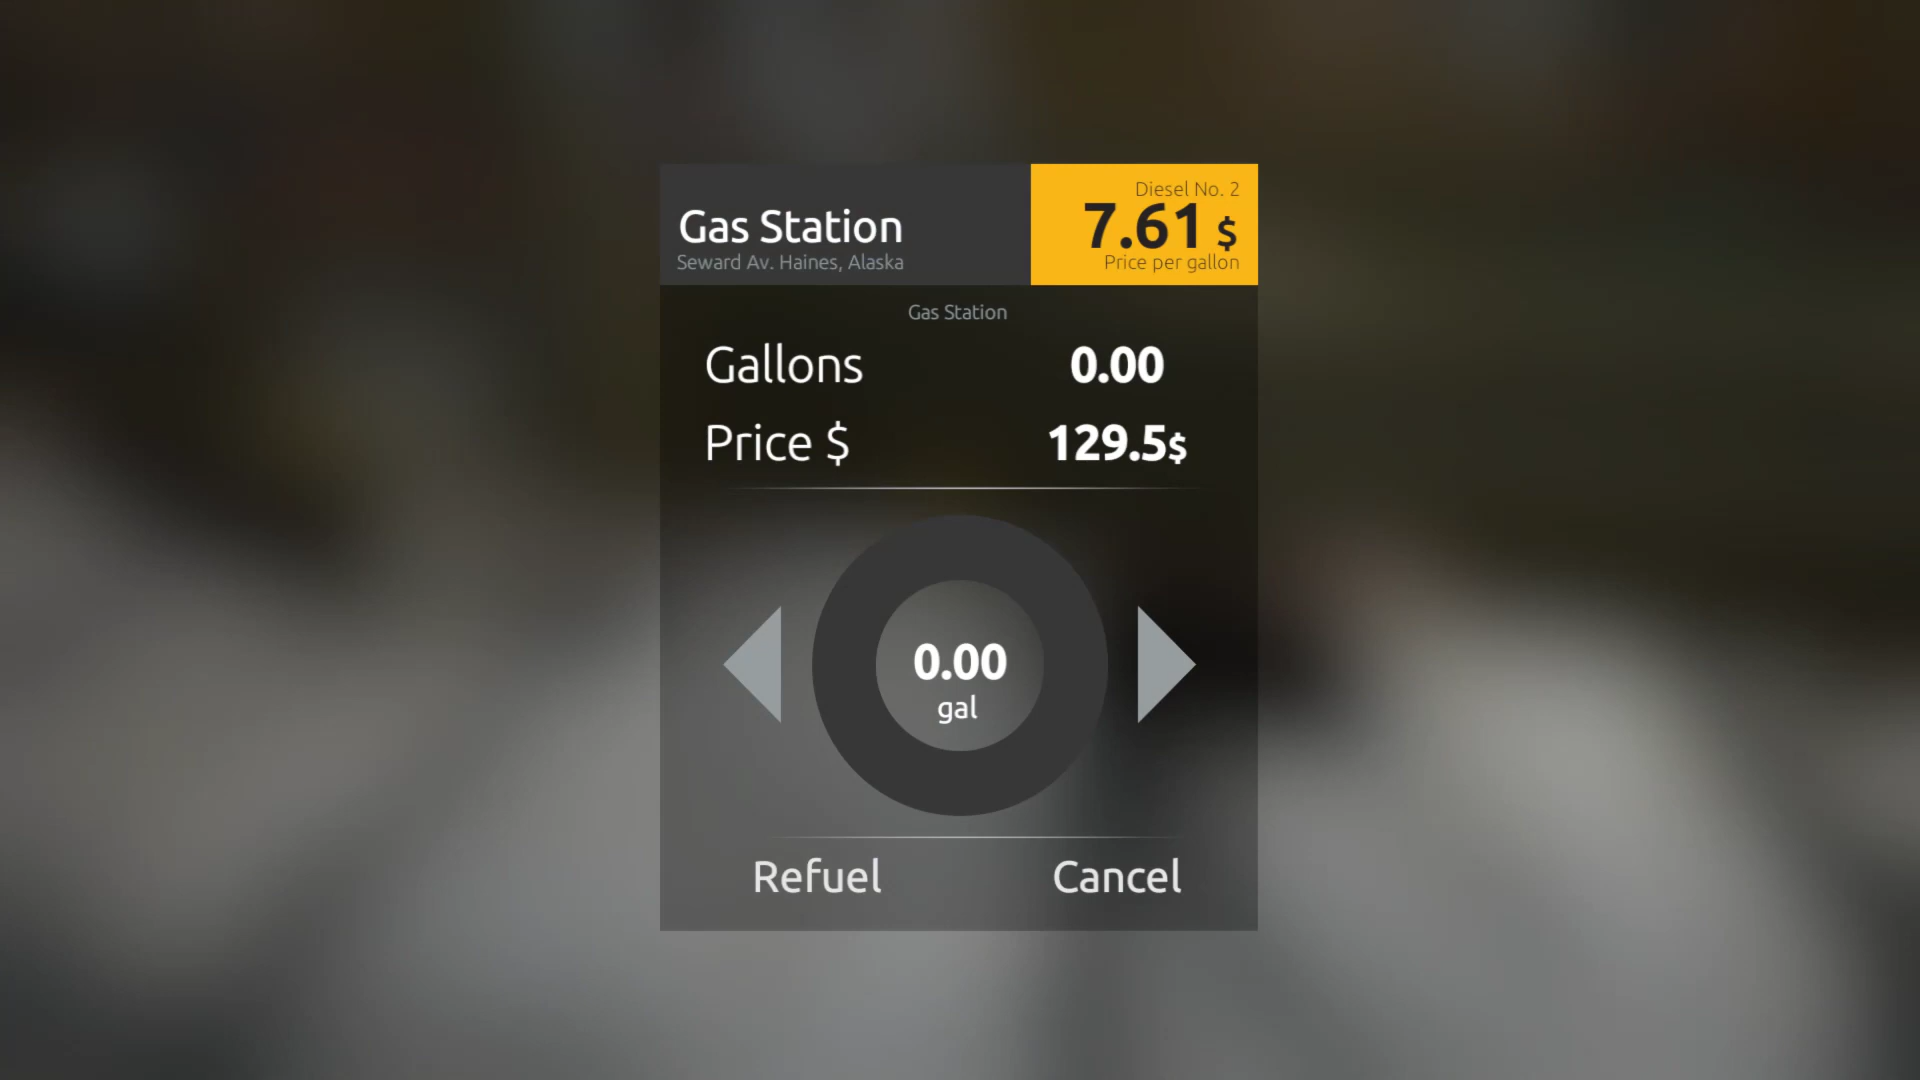 Gas Station
Seward Av. Haines, Alaska
Diesel No. 2
7.61 $
Price per gallon
Gas Station
Gallons 0.00
Price $ 129.5$
0.00
gal
Refuel Cancel